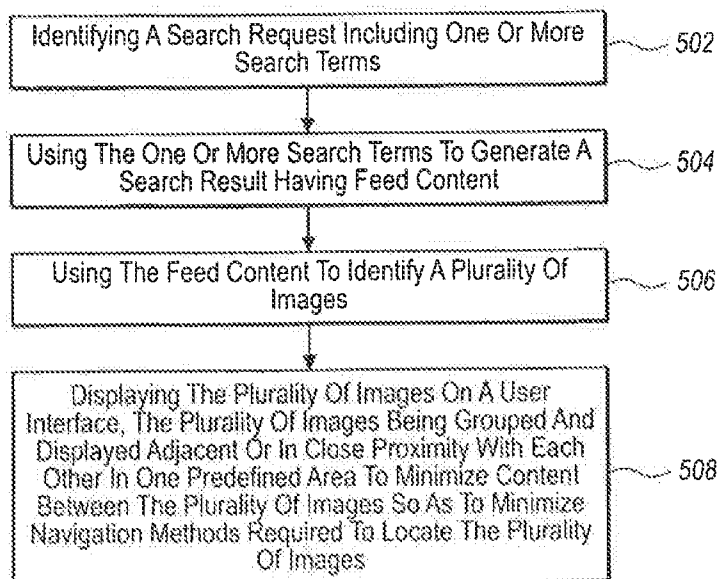 Identifying A Search Request Including One Or More
Search Terms
502
Using The One Or More Search Terms To Generate A
Search Result Having Feed Content
504
Using The Feed Content To Identify A Plurality Of
Images
506
Displaying The Plurality Of Images On A User
Interface, The Plurality Of Images Being Grouped And
Displayed Adjacent Or In Close Proximity With Each
Other In One Predefined Area To Minimize Content
Between The Plurality Of Images So As To Minimize
Navigation Methods Required To Locate The Plurality
Of Images
508